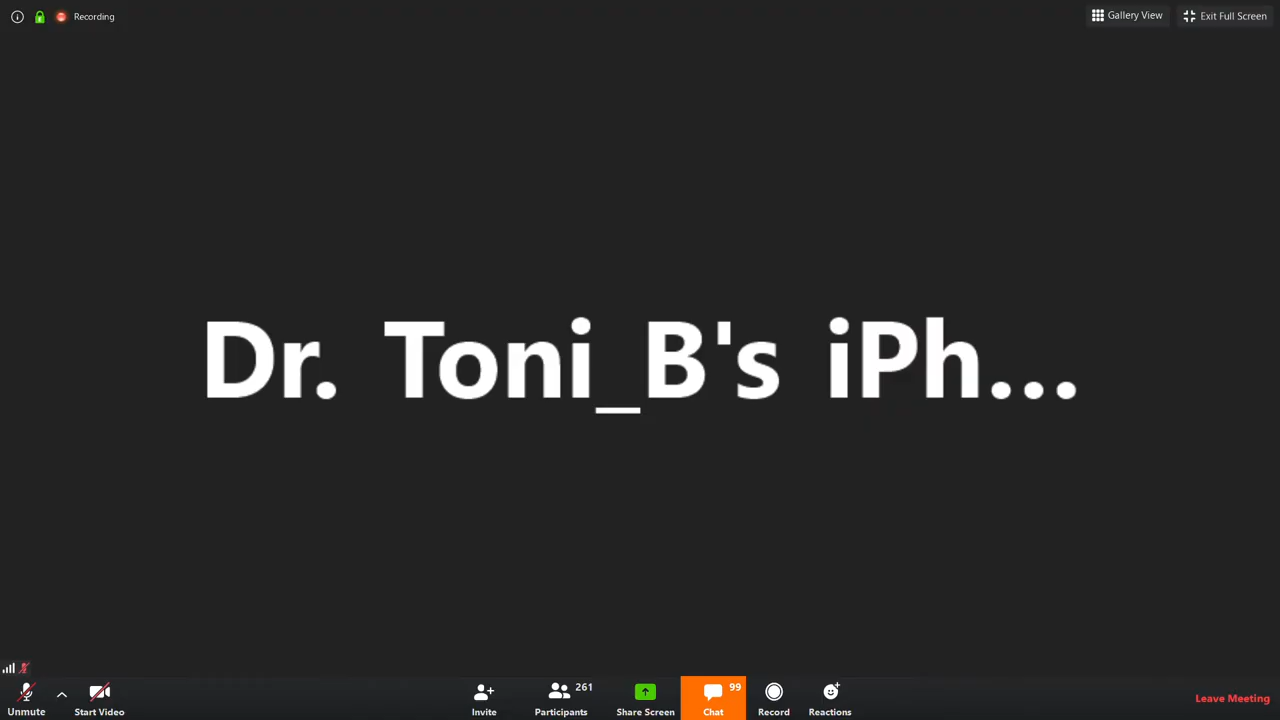 Recording
Gallery View
Exit Full Screen
Dr. Toni_B's iPh...
Unmute
Start Video
Invite
261
Participants
Share Screen
99
Chat
Record
Reactions
Leave Meeting